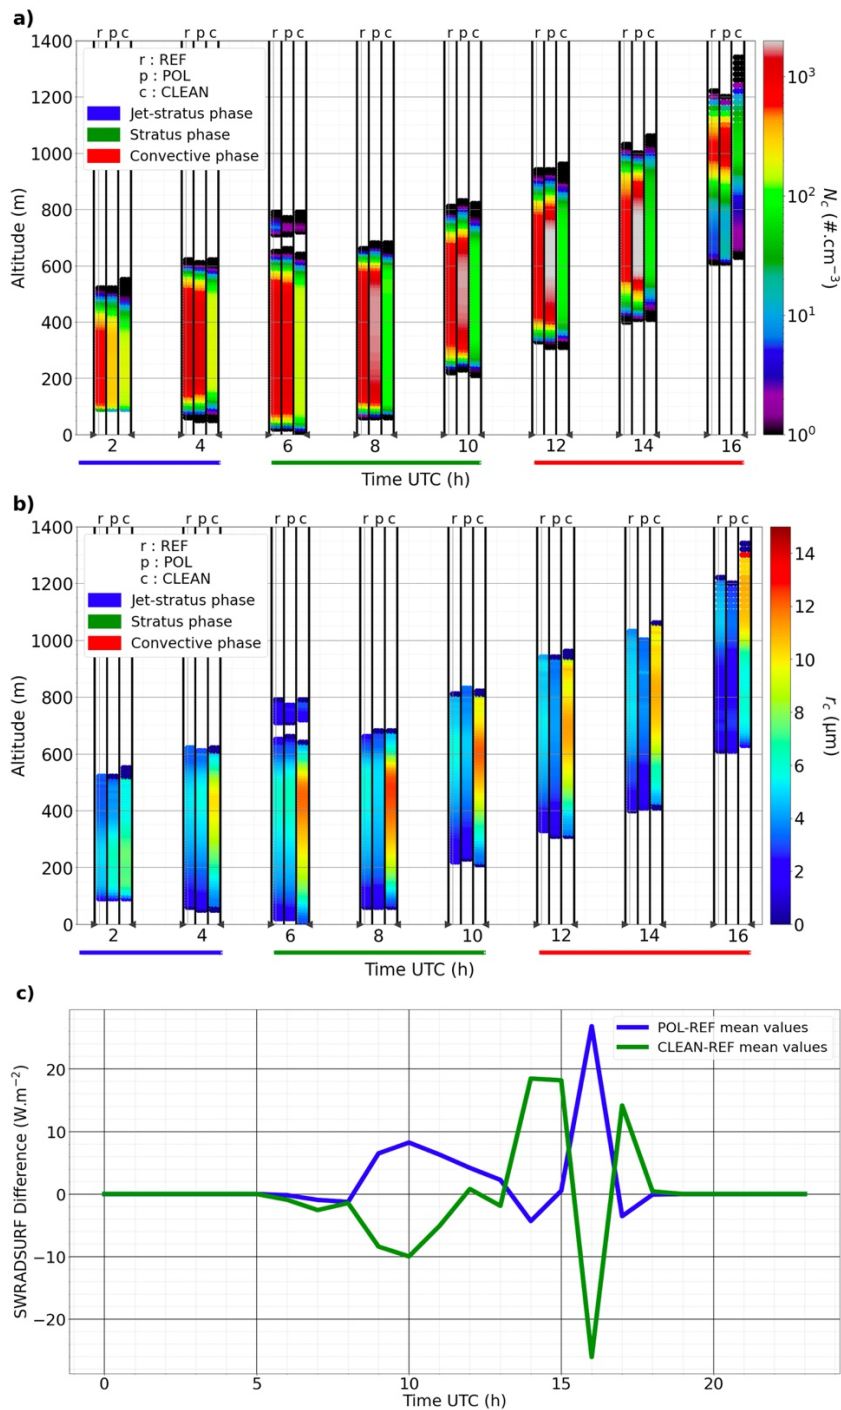 a)
r p c r p c r p c r p c r p c r p c r p c r p c
r : REF
p : POL
c : CLEAN
Jet-stratus phase
Stratus phase
Convective phase
1400
1200
1000
800
600
400
200
0
Altitude (m)
2 4 6 8 10 12 14 16
Time UTC (h)
10³
10²
10¹
10⁰
N_c (#.cm⁻³)
b)
r p c r p c r p c r p c r p c r p c r p c r p c
r : REF
p : POL
c : CLEAN
Jet-stratus phase
Stratus phase
Convective phase
1400
1200
1000
800
600
400
200
0
Altitude (m)
2 4 6 8 10 12 14 16
Time UTC (h)
14
12
10
8
6
4
2
0
r_c (μm)
c)
POL-REF mean values
CLEAN-REF mean values
20
10
0
−10
−20
SWRADSURF Difference (W.m⁻²)
0 5 10 15 20
Time UTC (h)